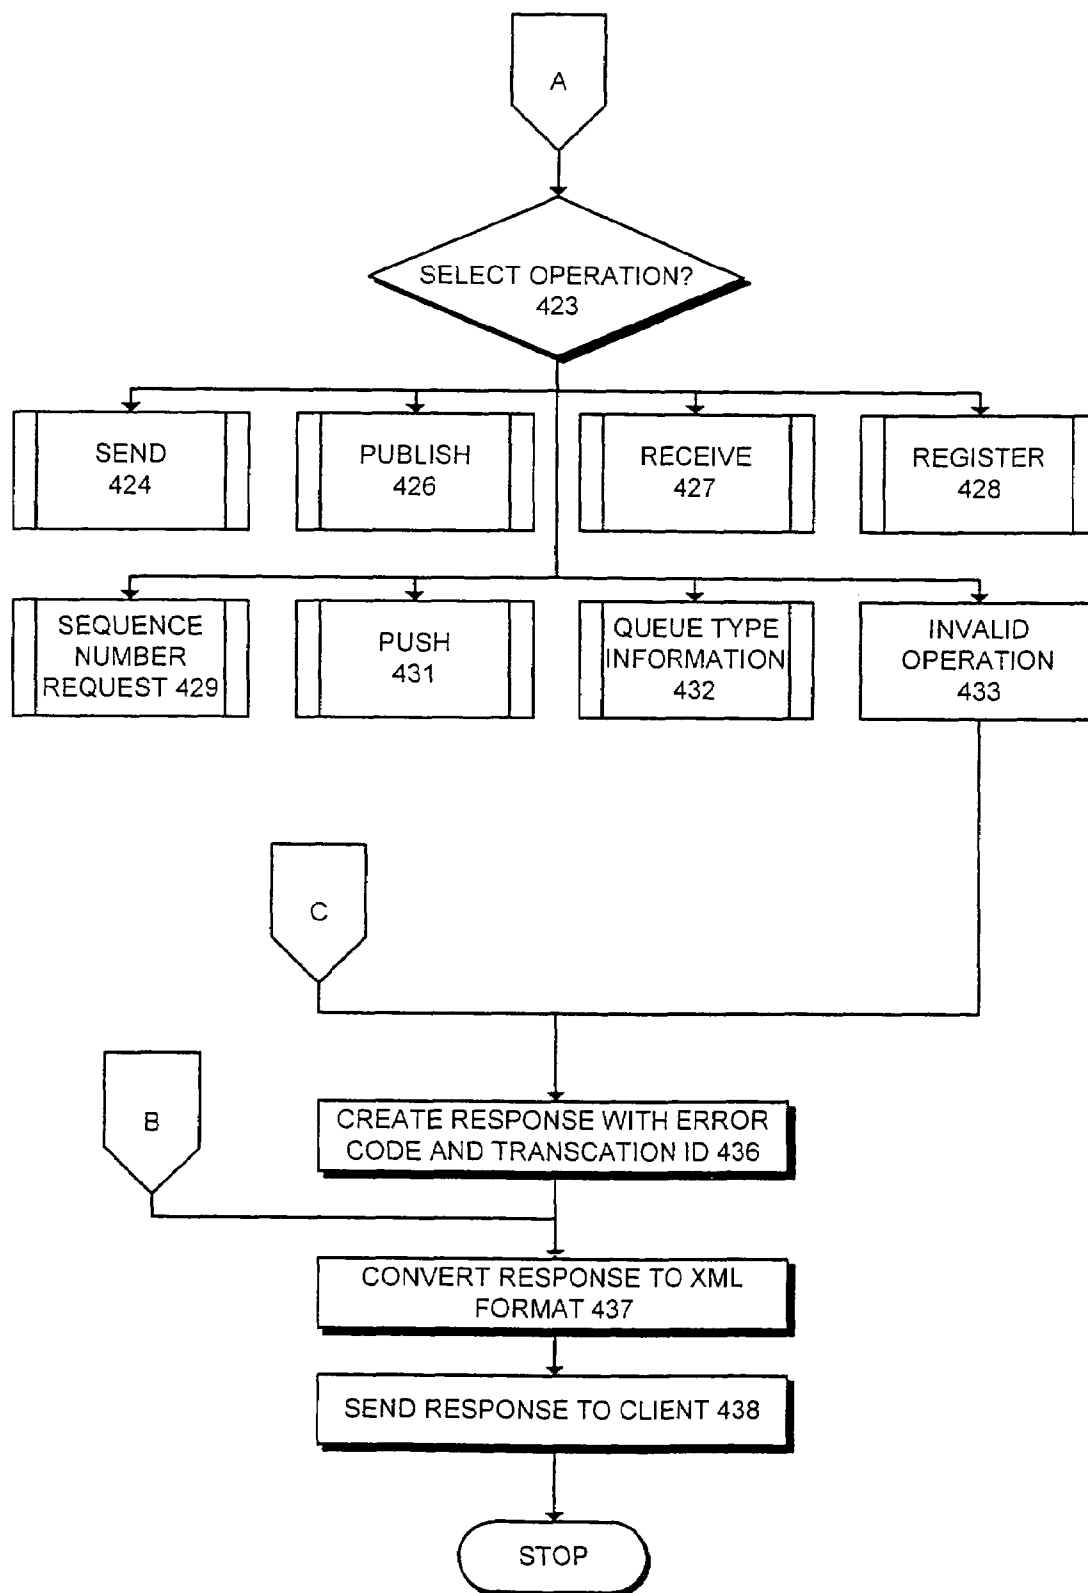 A
SELECT OPERATION?
423
SEND
424
PUBLISH
426
RECEIVE
427
REGISTER
428
SEQUENCE
NUMBER
REQUEST 429
PUSH
431
QUEUE TYPE
INFORMATION
432
INVALID
OPERATION
433
C
B
CREATE RESPONSE WITH ERROR
CODE AND TRANSCATION ID 436
CONVERT RESPONSE TO XML
FORMAT 437
SEND RESPONSE TO CLIENT 438
STOP